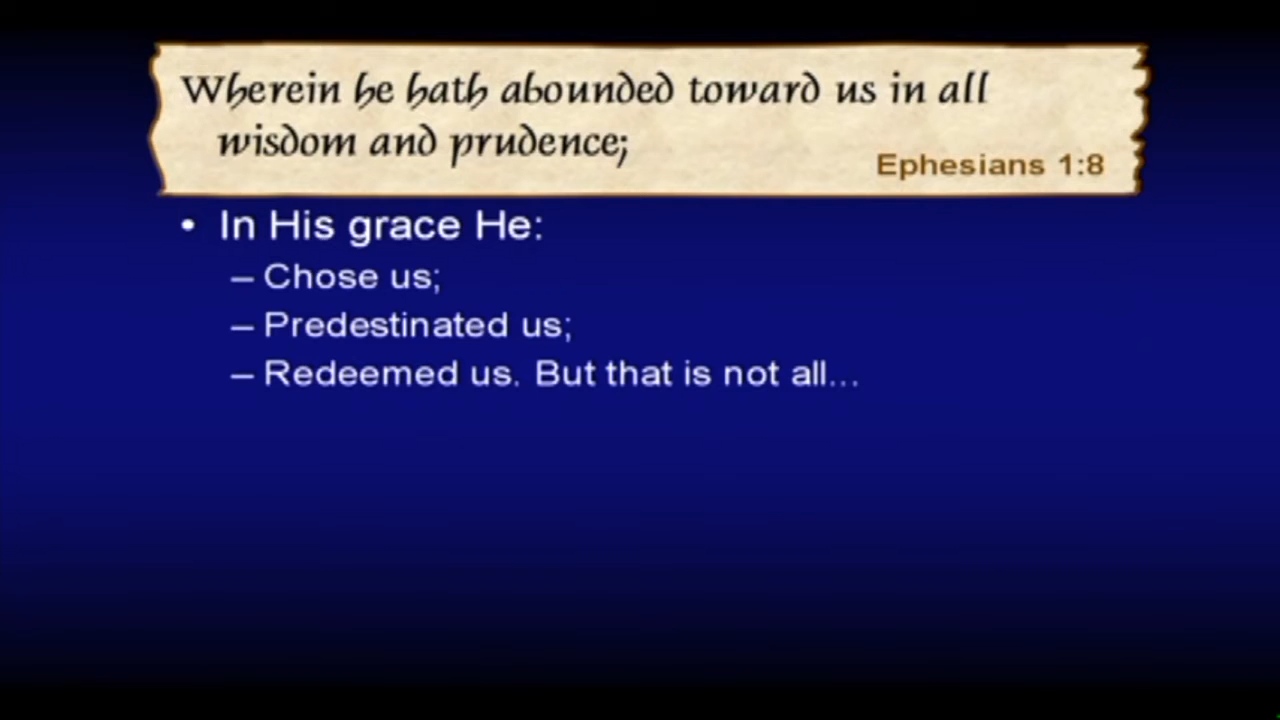 Wherein he hath abounded toward us in all
wisdom and prudence;
Ephesians 1:8
• In His grace He:
– Chose us;
– Predestinated us;
– Redeemed us. But that is not all...